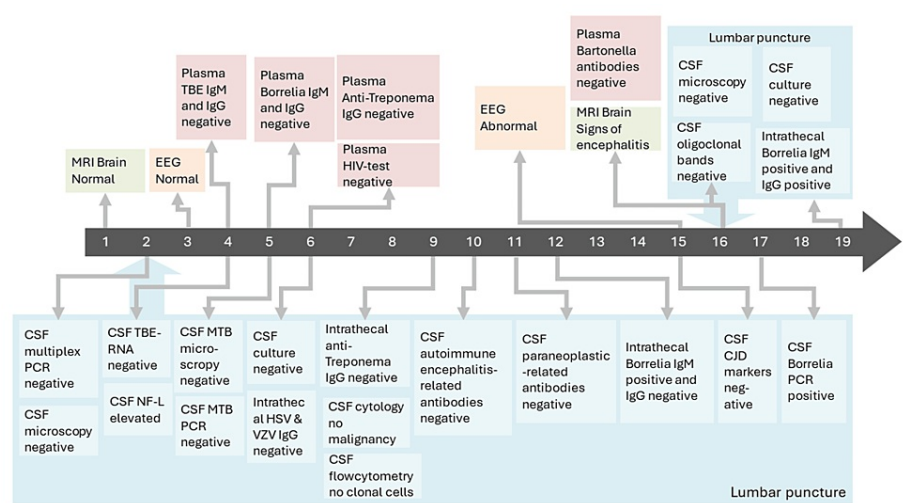 Plasma
TBE IgM
and IgG
negative
Plasma
Borrelia IgM
and IgG
negative
Plasma
Anti-Treponema
IgG negative
Plasma
HIV-test
negative
MRI Brain
Normal
EEG
Normal
EEG
Abnormal
Plasma
Bartonella
antibodies
negative
MRI Brain
Signs of
encephalitis
Lumbar puncture
CSF
microscopy
negative
CSF
culture
negative
CSF
oligoclonal
bands
negative
Intrathecal
Borrelia IgM
positive and
IgG positive
1 2 3 4 5 6 7 8 9 10 11 12 13 14 15 16 17 18 19
CSF
multiplex
PCR
negative
CSF
microscopy
negative
CSF TBE-
RNA
negative
CSF NF-L
elevated
CSF MTB
micro-
scropy
negative
CSF MTB
PCR
negative
CSF
culture
negative
Intrathec
al HSV &
VZV IgG
negative
Intrathecal
anti-
Treponema
IgG negative
CSF cytology
no
malignancy
CSF
flowcytometry
no clonal cells
CSF
autoimmune
encephalitis-
related
antibodies
negative
CSF
paraneoplastic
-related
antibodies
negative
Intrathecal
Borrelia IgM
positive and
IgG negative
CSF
CJD
markers
neg-
ative
CSF
Borrelia
PCR
positive
Lumbar puncture